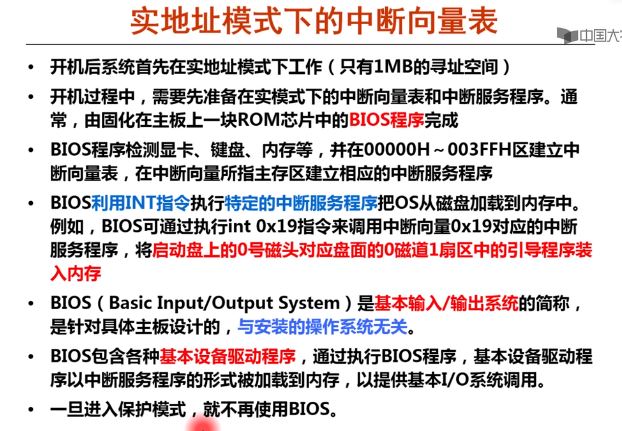 实地址模式下的中断向量表
中国大
• 开机后系统首先在实地址模式下工作（只有1MB的寻址空间）
• 开机过程中，需要先准备在实模式下的中断向量表和中断服务程序。通
常，由固化在主板上一块ROM芯片中的BIOS程序完成
• BIOS程序检测显卡、键盘、内存等，并在00000H～003FFH区建立中
断向量表，在中断向量所指主存区建立相应的中断服务程序
• BIOS利用INT指令执行特定的中断服务程序把OS从磁盘加载到内存中。
例如，BIOS可通过执行int 0x19指令来调用中断向量0x19对应的中断
服务程序，将启动盘上的0号磁头对应盘面的0磁道1扇区中的引导程序装
入内存
• BIOS（Basic Input/Output System）是基本输入/输出系统的简称，
是针对具体主板设计的，与安装的操作系统无关。
• BIOS包含各种基本设备驱动程序，通过执行BIOS程序，基本设备驱动程
序以中断服务程序的形式被加载到内存，以提供基本I/O系统调用。
• 一旦进入保护模式，就不再使用BIOS。